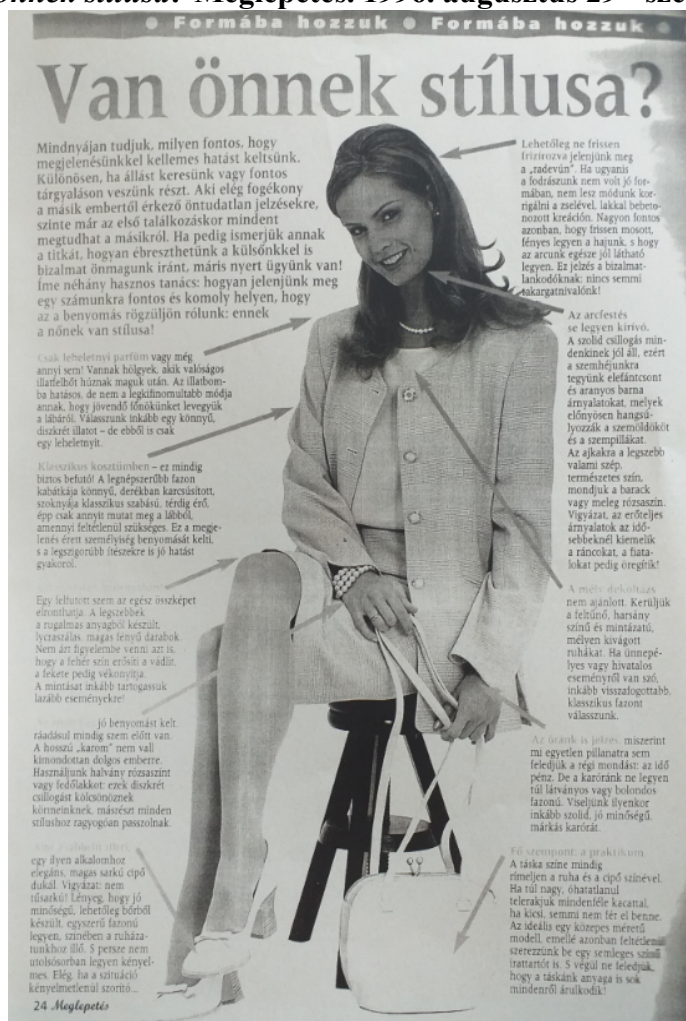 stílusa? Meglepetés. 1996. augusztus 29
Formába hozzuk ● Formába hozzuk
Van önnek stílusa?
Mindnyájan tudjuk, milyen fontos, hogy
megjelenésünkkel kellemes hatást keltsünk.
Különösen, ha állást keresünk vagy fontos
tárgyaláson veszünk részt. Aki elég fogékony
a másik embertől érkező öntudatlan jelzésekre,
szinte már az első találkozáskor mindent
megtudhat a másikról. Ha pedig ismerjük annak
a titkát, hogyan ébreszthetünk a külsőnkkel is
bizalmat önmagunk iránt, máris nyert ügyünk van!
Íme néhány hasznos tanács: hogyan jelenjünk meg
egy számunkra fontos és komoly helyen, hogy
az a benyomás rögzüljön rólunk: ennek
a nőnek van stílusa!
Csak leheletnyi parfüm vagy még
annyi sem! Vannak hölgyek, akik valóságos
illatfelhőt húznak maguk után. Az illatbom-
ba hatásos, de nem a legkifinomultabb módja
annak, hogy jövendő főnökünket levegyük
a lábáról. Válasszunk inkább egy könnyű,
diszkrét illatot – de ebből is csak
egy leheletnyit.
Klasszikus kosztümben – ez mindig
biztos befutó! A legnépszerűbb fazon
kabátkája könnyű, derékban karcsúsított,
szoknyája klasszikus szabású, térdig érő,
épp csak annyit mutat meg a lábból,
amennyi feltétlenül szükséges. Ez a megje-
lenés érett személyiség benyomását kelti,
s a legszigorúbb ítészekre is jó hatást
gyakorol.
Egy lefutott szem az egész összképet
elronthatja. A legszebbek
a rugalmas anyagból készült,
lycraszálas, magas fényű darabok.
Nem árt figyelembe venni azt is,
hogy a fehér szín erősíti a vádlit,
a fekete pedig vékonyítja.
A mintásat inkább tartogassuk
lazább eseményekre!
jó benyomást kelt,
ráadásul mindig szem előtt van.
A hosszú „karom" nem vall
kimondottan dolgos emberre.
Használjunk halvány rózsaszínt
vagy fedőlakkot: ezek diszkrét
csillogást kölcsönöznek
körmeinknek, másrészt minden
stílushoz ragyogóan passzolnak.
egy ilyen alkalomhoz
elegáns, magas sarkú cipő
dukál. Vigyázat: nem
tűsarkú! Lényeg, hogy jó
minőségű, lehetőleg bőrből
készült, egyszerű fazonú
legyen, színében a ruháza-
tunkhoz illő. S persze nem
utolsósorban legyen kényel-
mes. Elég, ha a szituáció
kényelmetlenül szorító...
24 Meglepetés
Lehetőleg ne frissen
frizírozva jelenjünk meg
a „radevún". Ha ugyanis
a fodrászunk nem volt jó for-
mában, nem lesz módunk kor-
rigálni a zselével, lakkal bebeto-
nozott kreációt. Nagyon fontos
azonban, hogy frissen mosott,
fényes legyen a hajunk, s hogy
az arcunk egésze jól látható
legyen. Ez jelzés a bizalmat-
lankodóknak: nincs semmi
takargatnivalónk!
Az arcfestés
se legyen kirívó.
A szolid csillogás min-
denkinek jól áll, ezért
a szemhéjunkra
tegyünk elefántcsont
és aranyos barna
árnyalatokat, melyek
előnyösen hangsú-
lyozzák a szemöldököt
és a szempillákat.
Az ajkakra a legszebb
valami szép,
természetes szín,
mondjuk a barack
vagy meleg rózsaszín.
Vigyázat, az erőteljes
árnyalatok az idő-
sebbeknél kiemelik
a ráncokat, a fiata-
lokat pedig öregítik!
A mély dekoltázs
nem ajánlott. Kerüljük
a feltűnő, harsány
színű és mintázatú,
mélyen kivágott
ruhákat. Ha ünnepé-
lyes vagy hivatalos
eseményről van szó,
inkább visszafogottabb,
klasszikus fazont
válasszunk.
Az óránk is jelzés, miszerint
mi egyetlen pillanatra sem
feledjük a régi mondást: az idő
pénz. De a karóránk ne legyen
túl látványos vagy bolondos
fazonú. Viseljünk ilyenkor
inkább szolid, jó minőségű,
márkás karórát.
Fő szempont: a praktikum.
A táska színe mindig
rímeljen a ruha és a cipő színével.
Ha túl nagy, óhatatlanul
telerakjuk mindenféle kacattal,
ha kicsi, semmi nem fér el benne.
Az ideális egy közepes méretű
modell, emellé azonban feltétlenül
szerezzünk be egy semleges színű
irattartót is. S végül ne feledjük,
hogy a táskánk anyaga is sok
mindenről árulkodik!